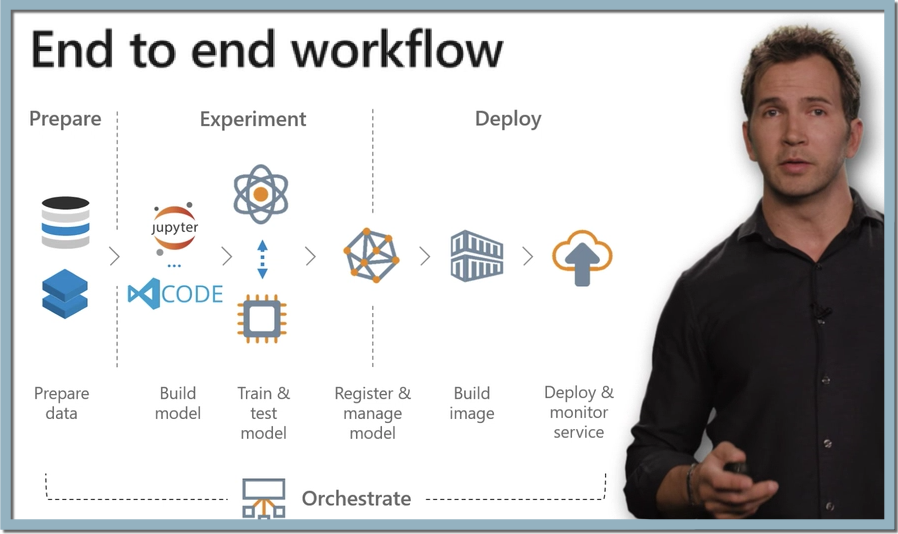 End to end workflow
Prepare
Experiment
Deploy
jupyter
...
CODE
Prepare
data
Build
model
Train &
test
model
Register &
manage
model
Build
image
Deploy &
monitor
service
Orchestrate